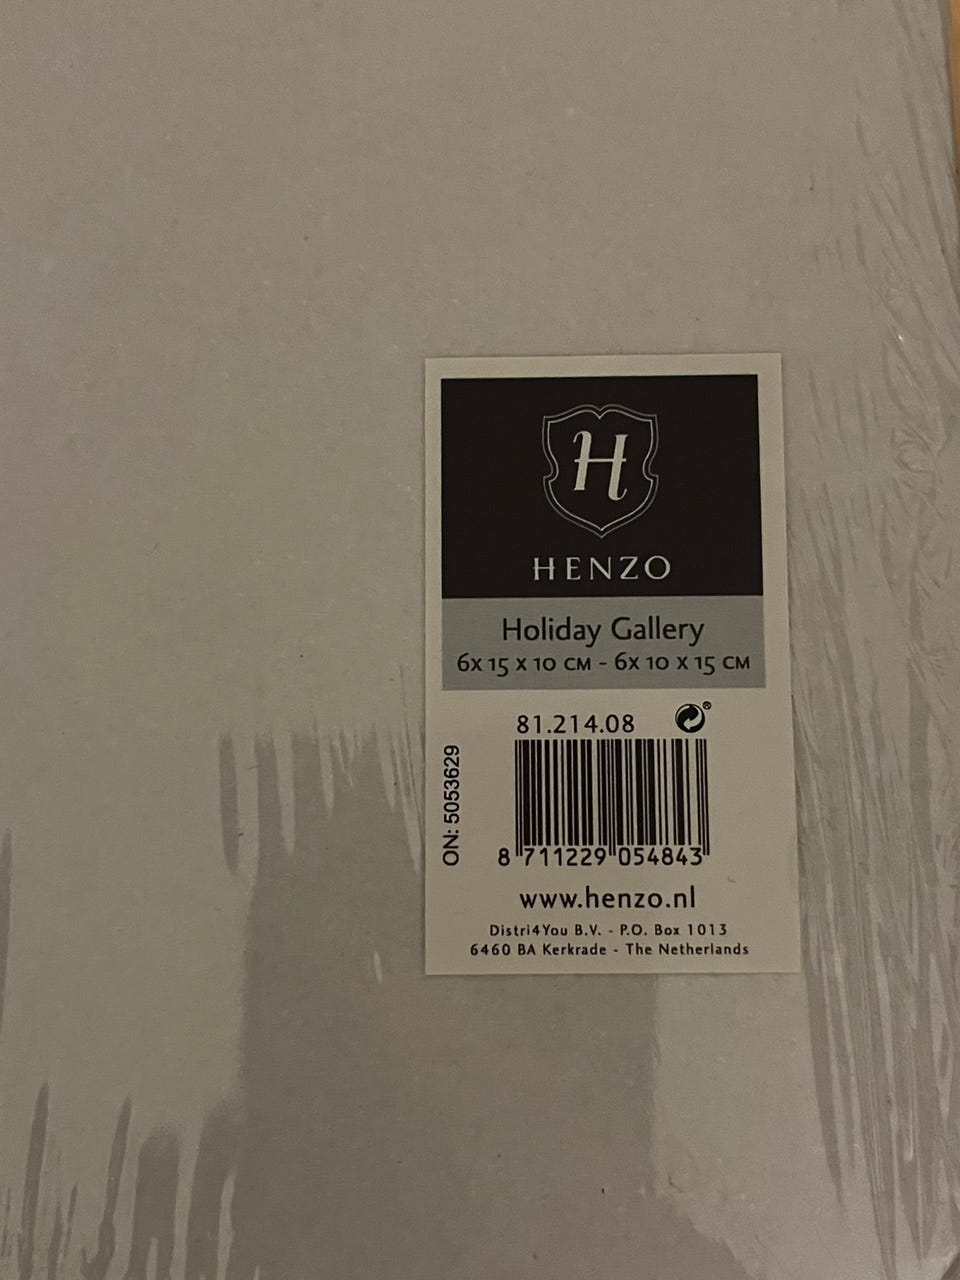 H
HENZO
Holiday Gallery
6x 15 x 10 CM - 6x 10 x 15 CM
81.214.08
®
ON: 5053629
8 711229 054843
www.henzo.nl
Distri4You B.V. - P.O. Box 1013
6460 BA Kerkrade - The Netherlands